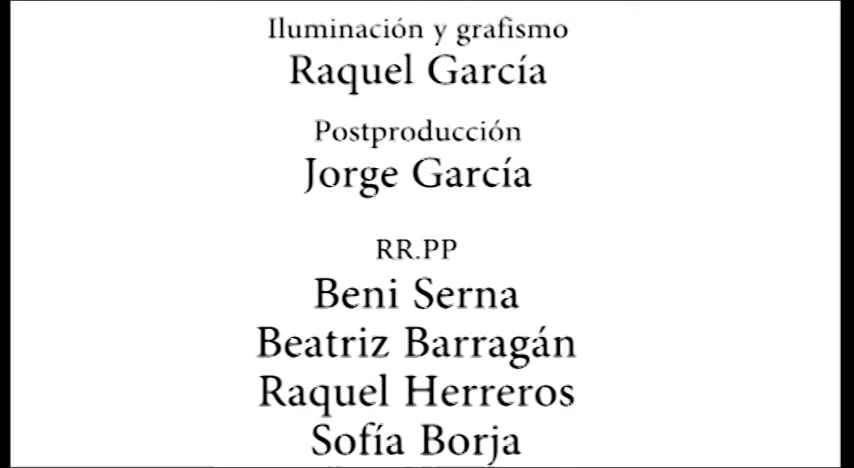 Iluminación y grafismo
Raquel García
Postproducción
Jorge García
RR.PP
Beni Serna
Beatriz Barragán
Raquel Herreros
Sofía Borja